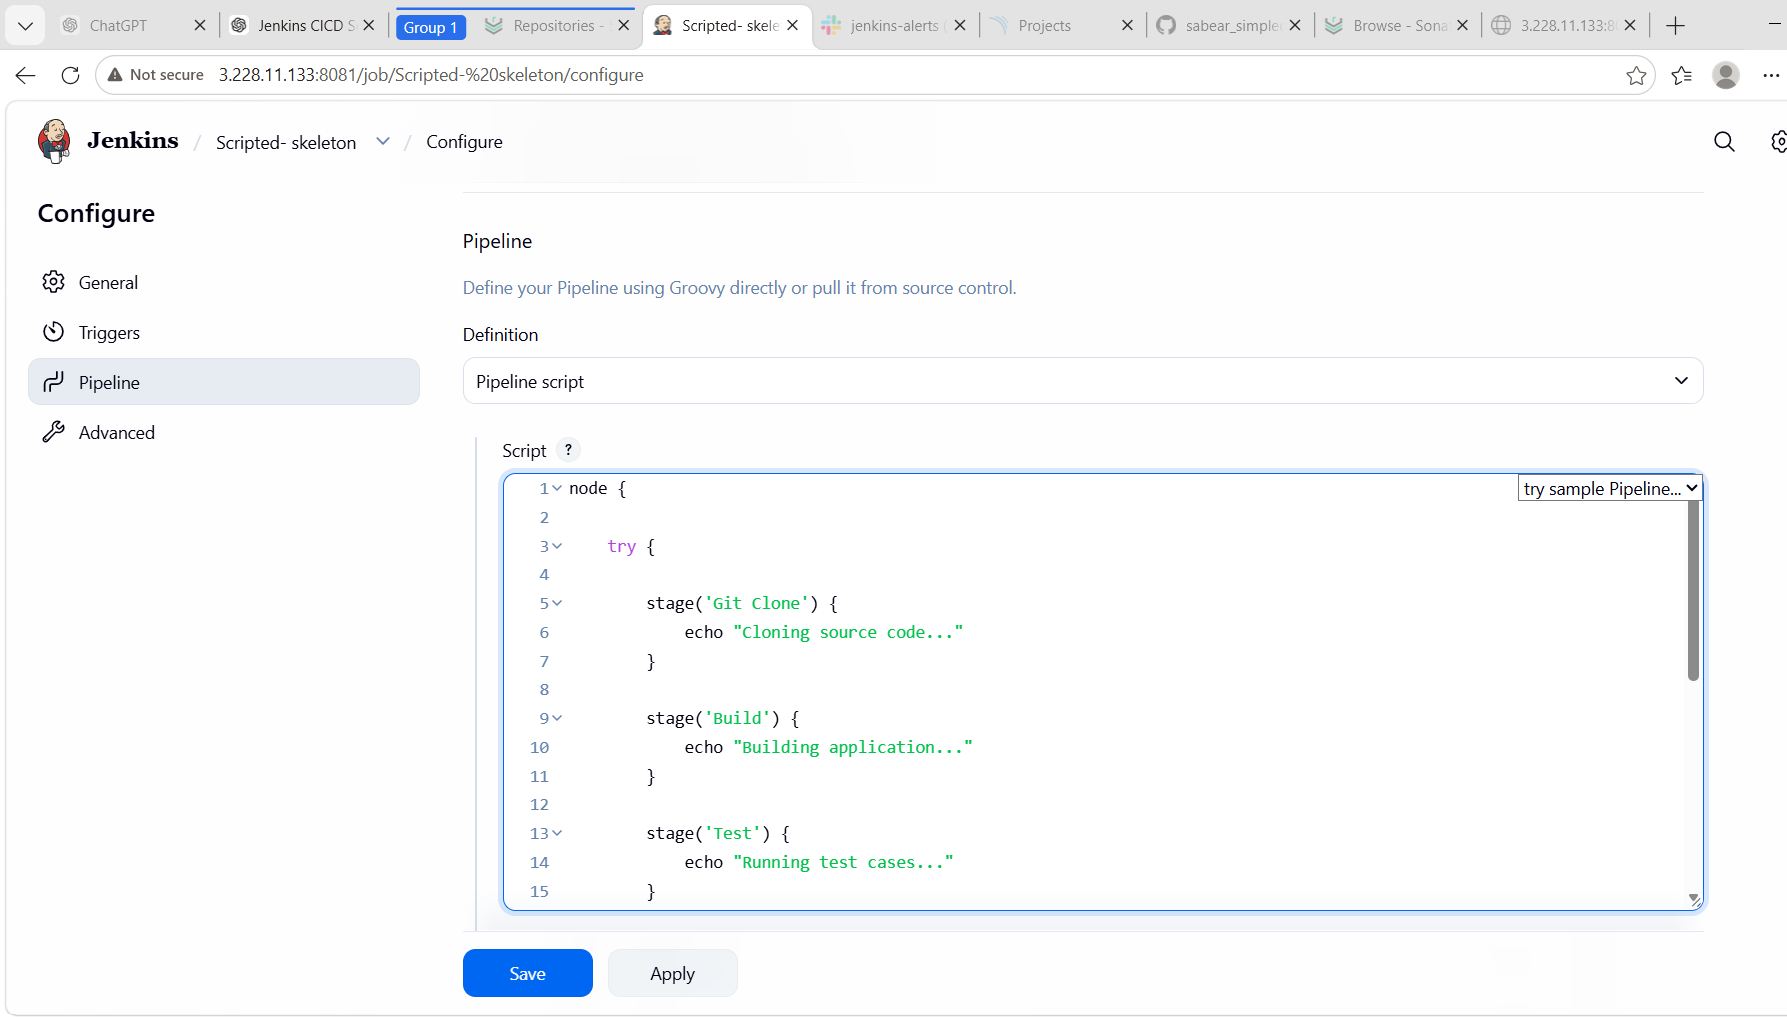 ChatGPT
Jenkins CICD S
Group 1
Repositories - S
Scripted- skele
jenkins-alerts (
Projects
sabear_simple
Browse - Sona
3.228.11.133:80
Not secure 3.228.11.133:8081/job/Scripted-%20skeleton/configure
Jenkins / Scripted- skeleton / Configure
Configure
General
Triggers
Pipeline
Advanced
Pipeline
Define your Pipeline using Groovy directly or pull it from source control.
Definition
Pipeline script
Script ?
try sample Pipeline...
1 node {
2
3 try {
4
5 stage('Git Clone') {
6 echo "Cloning source code..."
7 }
8
9 stage('Build') {
10 echo "Building application..."
11 }
12
13 stage('Test') {
14 echo "Running test cases..."
15 }
Save
Apply